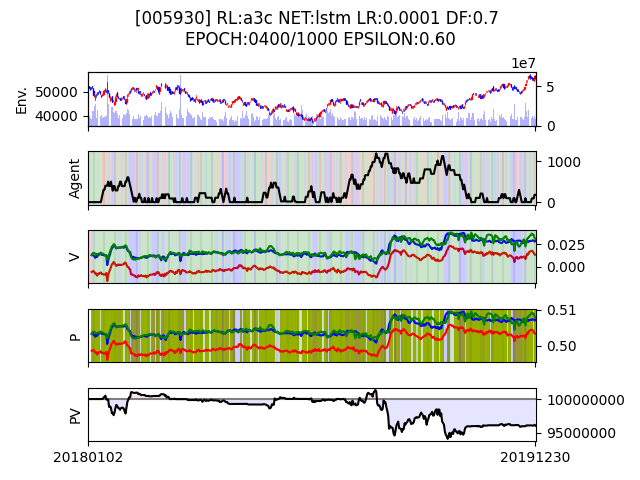 [005930] RL:a3c NET:lstm LR:0.0001 DF:0.7
EPOCH:0400/1000 EPSILON:0.60
1e7
Env.
50000
40000
5
0
Agent
1000
0
V
0.025
0.000
P
0.51
0.50
PV
100000000
95000000
20180102
20191230